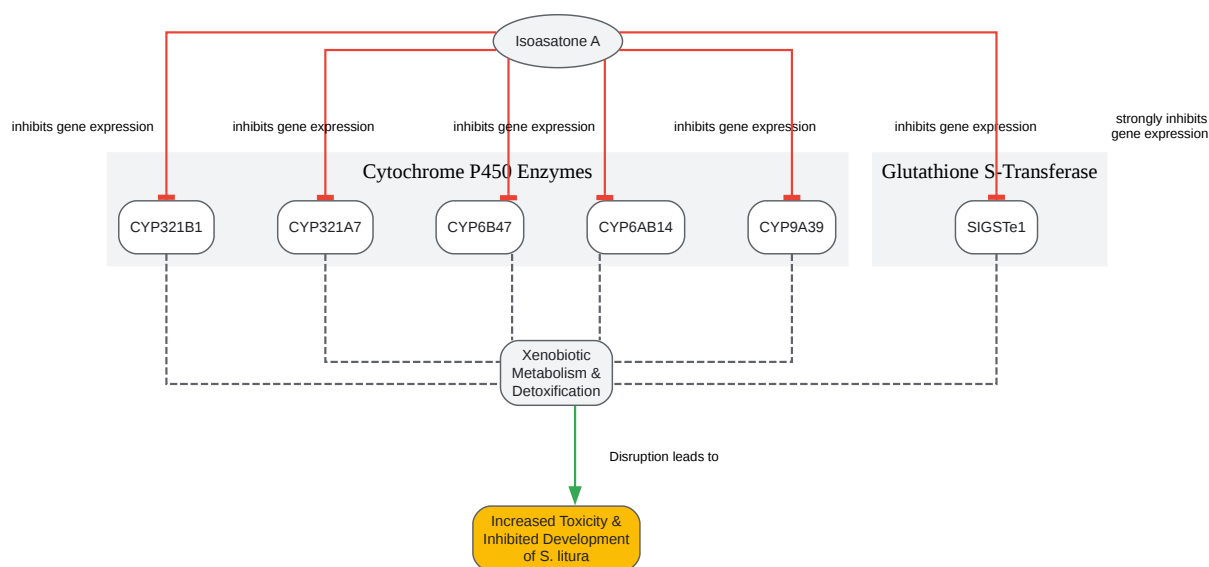 Isoasatone A
inhibits gene expression
inhibits gene expression
inhibits gene expression
inhibits gene expression
inhibits gene expression
strongly inhibits
gene expression
Cytochrome P450 Enzymes
Glutathione S-Transferase
CYP321B1
CYP321A7
CYP6B47
CYP6AB14
CYP9A39
SlGSTe1
Xenobiotic
Metabolism &
Detoxification
Disruption leads to
Increased Toxicity &
Inhibited Development
of S. litura